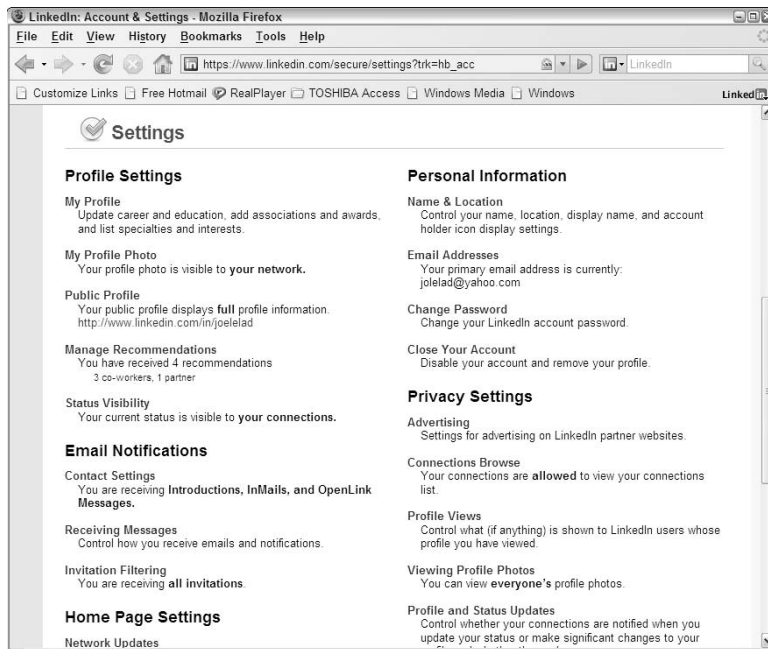 LinkedIn: Account & Settings - Mozilla Firefox
File Edit View History Bookmarks Tools Help
https://www.linkedin.com/secure/settings?trk=hb_acc
LinkedIn
Customize Links Free Hotmail RealPlayer TOSHIBA Access Windows Media Windows
Linked in
Settings
Profile Settings
My Profile
Update career and education, add associations and awards,
and list specialties and interests.
My Profile Photo
Your profile photo is visible to your network.
Public Profile
Your public profile displays full profile information.
http://www.linkedin.com/in/joelelad
Manage Recommendations
You have received 4 recommendations
3 co-workers, 1 partner
Status Visibility
Your current status is visible to your connections.
Email Notifications
Contact Settings
You are receiving Introductions, InMails, and OpenLink
Messages.
Receiving Messages
Control how you receive emails and notifications.
Invitation Filtering
You are receiving all invitations.
Home Page Settings
Network Updates
Personal Information
Name & Location
Control your name, location, display name, and account
holder icon display settings.
Email Addresses
Your primary email address is currently:
jolelad@yahoo.com
Change Password
Change your LinkedIn account password.
Close Your Account
Disable your account and remove your profile.
Privacy Settings
Advertising
Settings for advertising on LinkedIn partner websites.
Connections Browse
Your connections are allowed to view your connections
list.
Profile Views
Control what (if anything) is shown to LinkedIn users whose
profile you have viewed.
Viewing Profile Photos
You can view everyone's profile photos.
Profile and Status Updates
Control whether your connections are notified when you
update your status or make significant changes to your